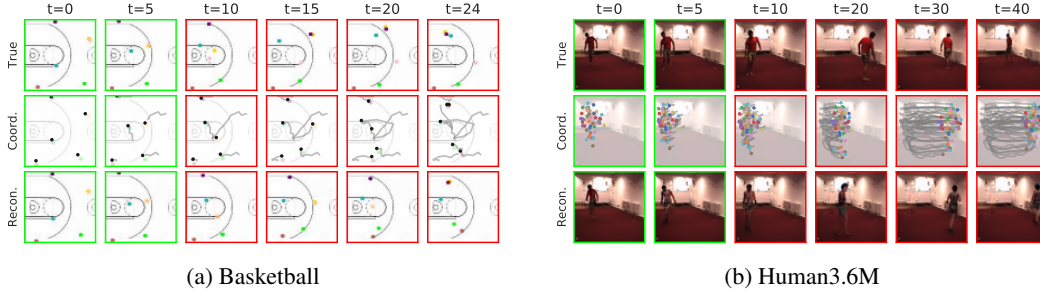 t=0 t=5 t=10 t=15 t=20 t=24
True
Coord.
Recon.
(a) Basketball
t=0 t=5 t=10 t=20 t=30 t=40
True
Coord.
Recon.
(b) Human3.6M